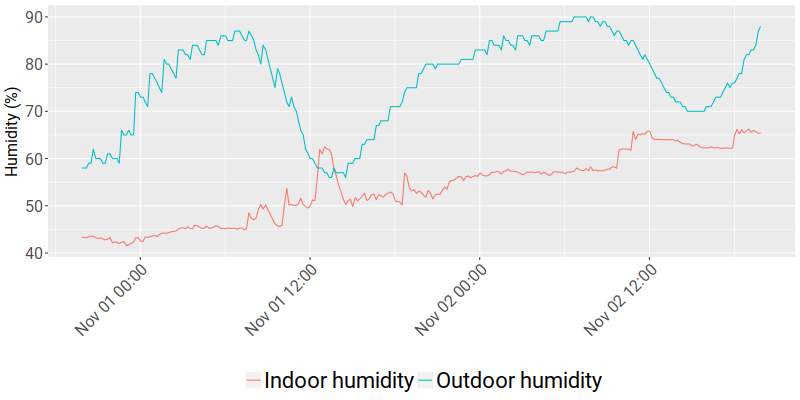 Humidity (%)
90
80
70
60
50
40
Nov 01 00:00
Nov 01 12:00
Nov 02 00:00
Nov 02 12:00
Indoor humidity
Outdoor humidity